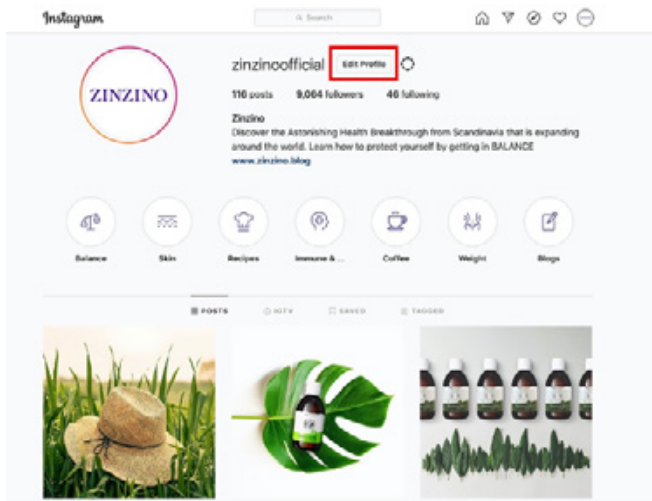 Instagram
Search
zinzinoofficial Edit Profile
ZINZINO
116 posts 9,064 followers 46 following
Zinzino
Discover the Astonishing Health Breakthrough from Scandinavia that is expanding
around the world. Learn how to protect yourself by getting in BALANCE
www.zinzino.blog
Balance Skin Recipes Immune & ... Coffee Weight Blogs
POSTS IGTV SAVED TAGGED